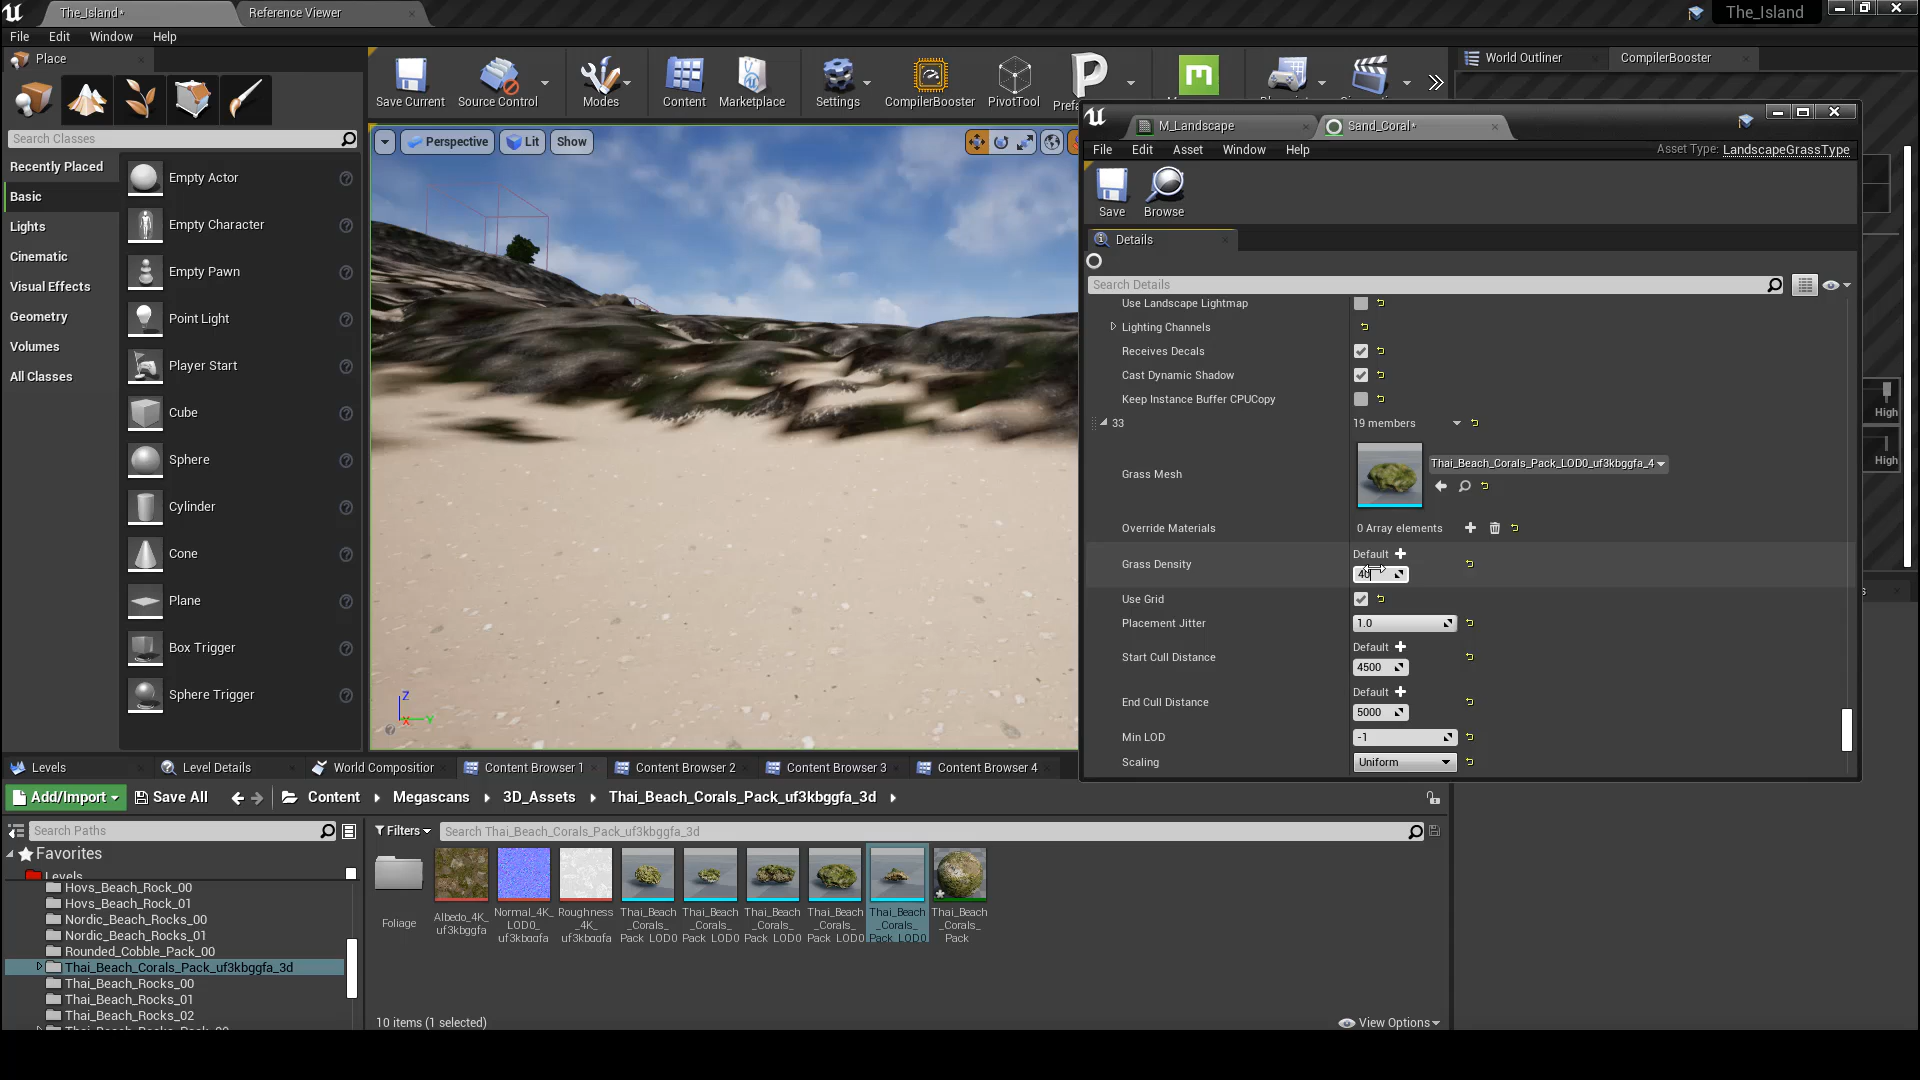 The_Island*
Reference Viewer
The_Island
File Edit Window Help
Place
World Outliner
CompilerBooster
Save Current
Source Control
Modes
Content
Marketplace
Settings
CompilerBooster
PivotTool
Search Classes
Recently Placed
Basic
Lights
Cinematic
Visual Effects
Geometry
Volumes
All Classes
Empty Actor
Empty Character
Empty Pawn
Point Light
Player Start
Cube
Sphere
Cylinder
Cone
Plane
Box Trigger
Sphere Trigger
Perspective
Lit
Show
Z
X
Y
M_Landscape
Sand_Coral*
File Edit Asset Window Help
Asset Type: LandscapeGrassType
Save
Browse
Details
Search Details
Use Landscape Lightmap
Lighting Channels
Receives Decals
Cast Dynamic Shadow
Keep Instance Buffer CPUCopy
33
19 members
Grass Mesh
Thai_Beach_Corals_Pack_LOD0_uf3kbggfa_4
Override Materials
0 Array elements
Grass Density
Default
40
Use Grid
Placement Jitter
1.0
Start Cull Distance
Default
4500
End Cull Distance
Default
5000
Min LOD
-1
Scaling
Uniform
High
High
Levels
Level Details
World Composition
Content Browser 1
Content Browser 2
Content Browser 3
Content Browser 4
Add/Import
Save All
Content
Megascans
3D_Assets
Thai_Beach_Corals_Pack_uf3kbggfa_3d
Search Paths
Filters
Search Thai_Beach_Corals_Pack_uf3kbggfa_3d
Favorites
Levels
Hovs_Beach_Rock_00
Hovs_Beach_Rock_01
Nordic_Beach_Rocks_00
Nordic_Beach_Rocks_01
Rounded_Cobble_Pack_00
Thai_Beach_Corals_Pack_uf3kbggfa_3d
Thai_Beach_Rocks_00
Thai_Beach_Rocks_01
Thai_Beach_Rocks_02
Foliage
Albedo_4K_
uf3kbggfa
Normal_4K_
LOD0_
uf3kbggfa
Roughness
_4K_
uf3kbggfa
Thai_Beach
_Corals_
Pack_LOD0
Thai_Beach
_Corals_
Pack_LOD0
Thai_Beach
_Corals_
Pack_LOD0
Thai_Beach
_Corals_
Pack_LOD0
Thai_Beach
_Corals_
Pack_LOD0
Thai_Beach
_Corals_
Pack
10 items (1 selected)
View Options